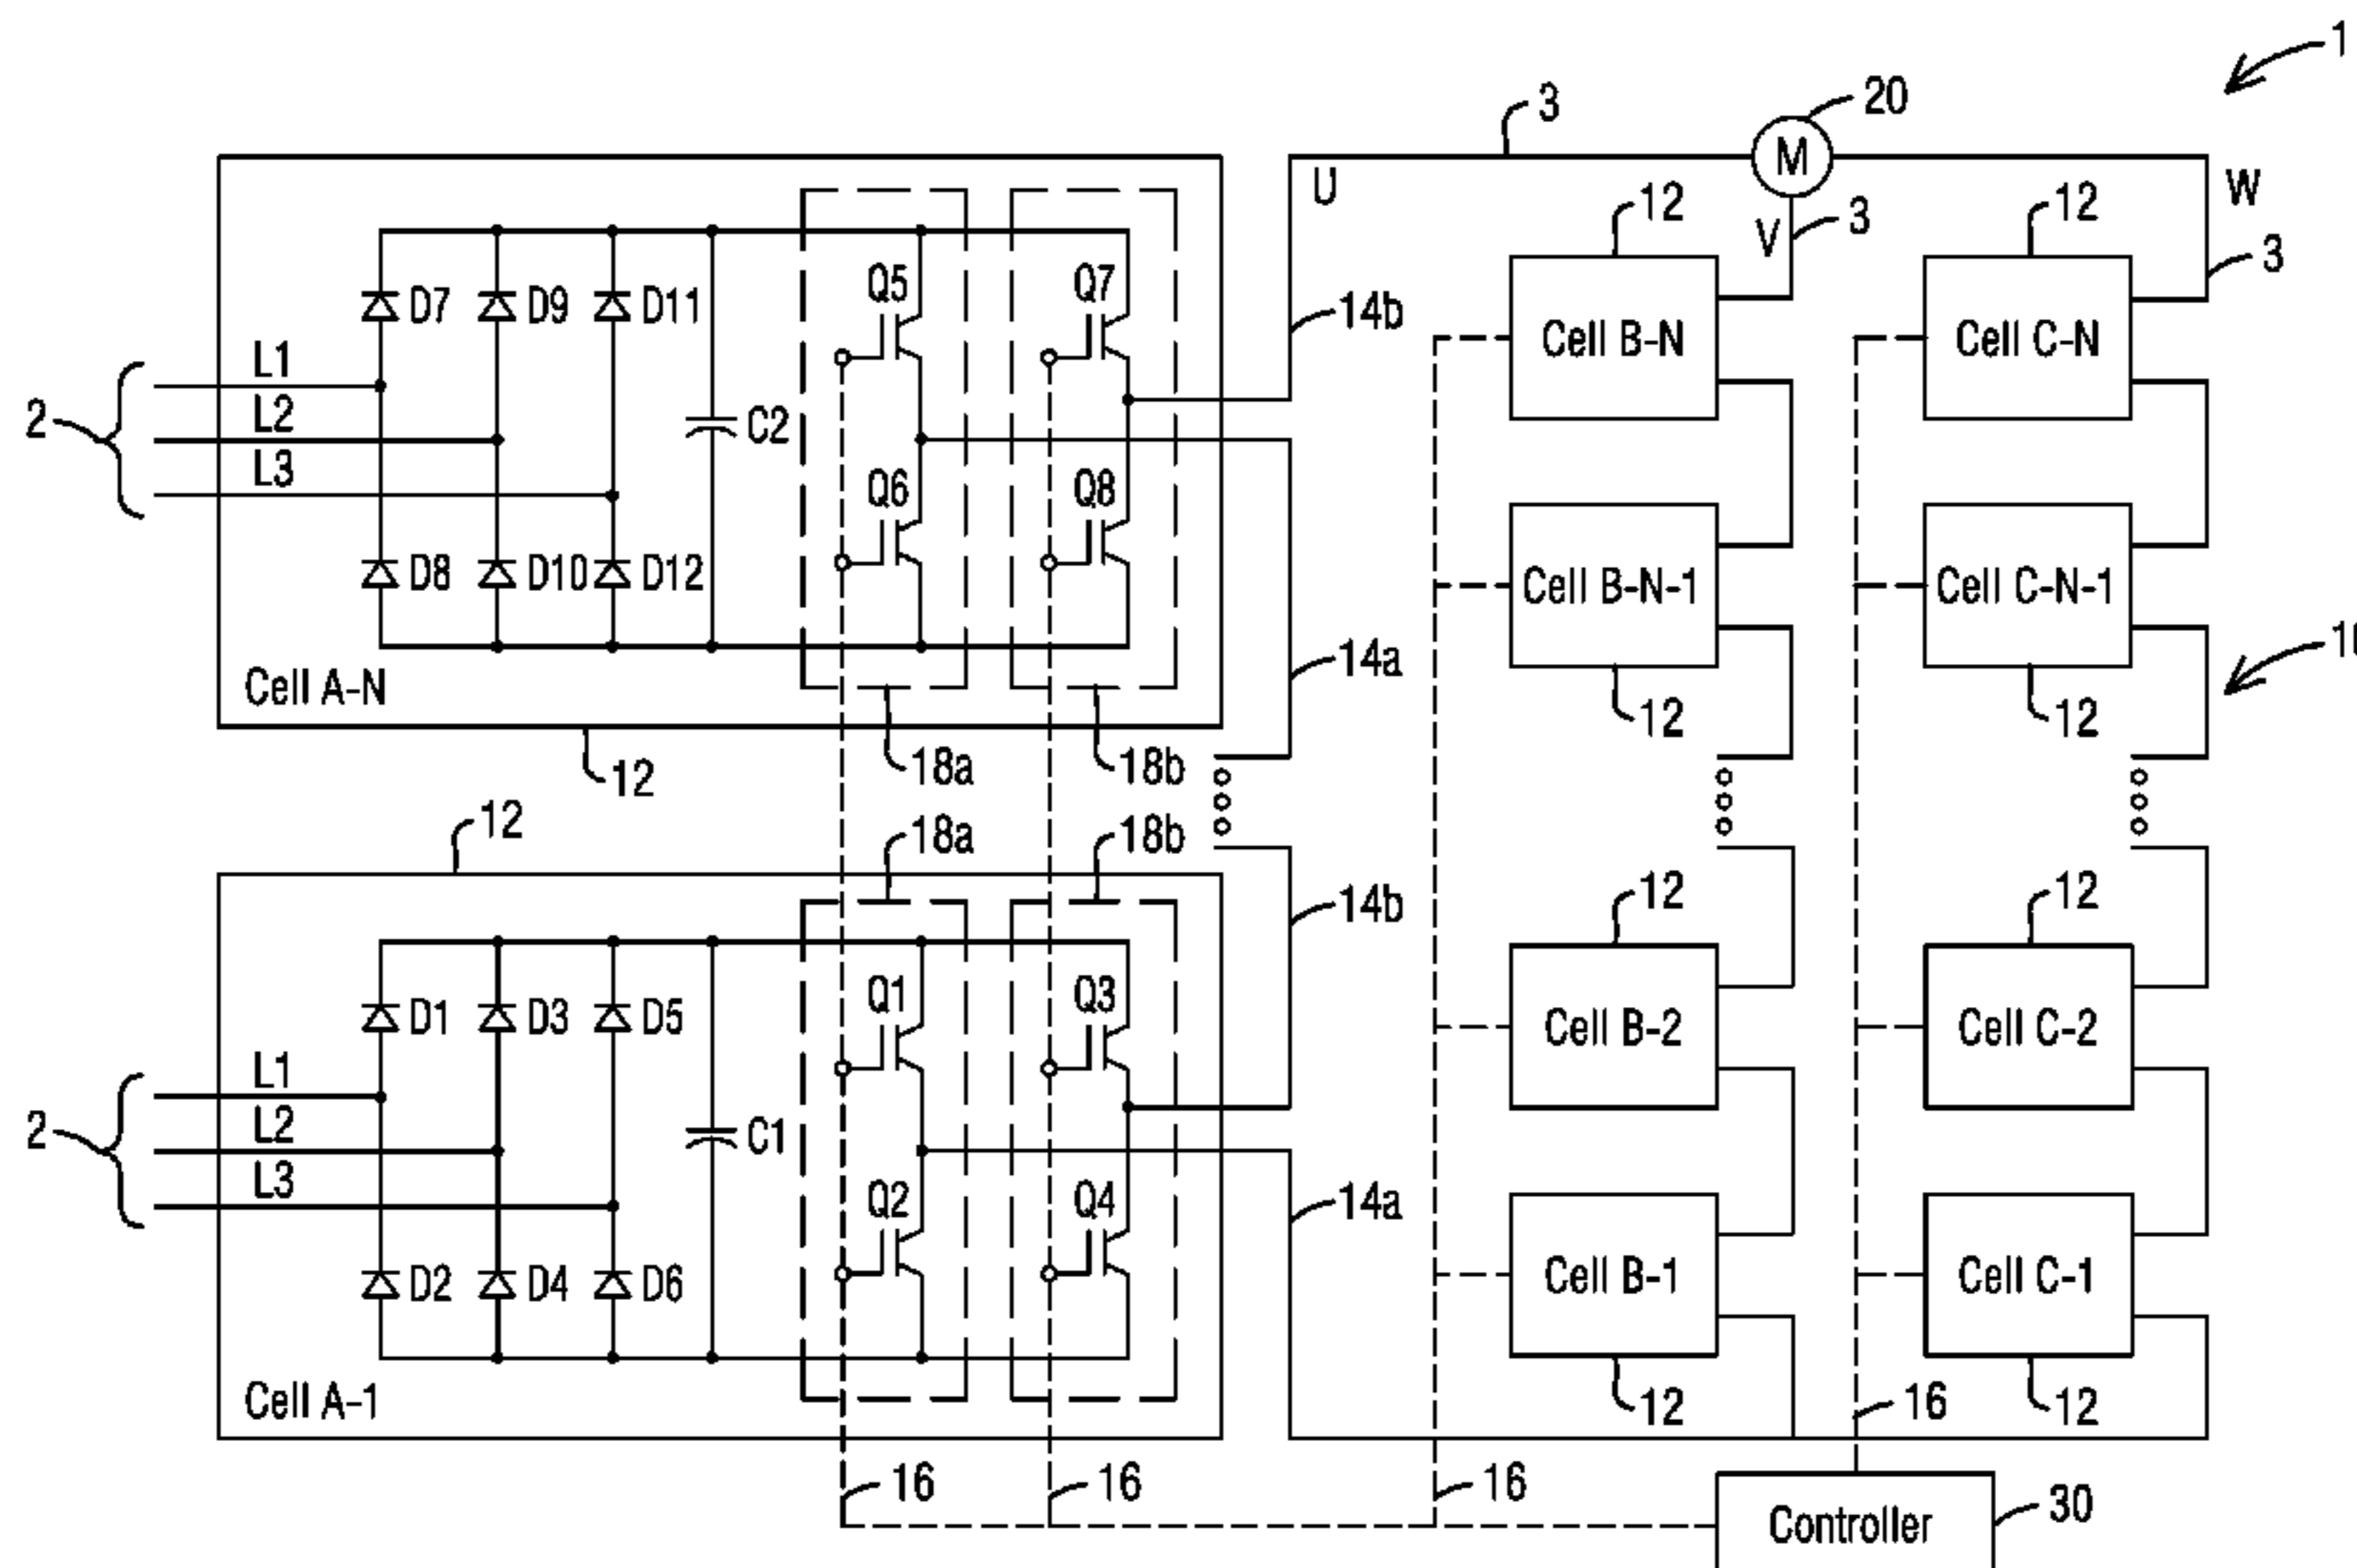 1
20
3
M
U
W
12
12
V
3
3
Q5
Q7
D7
D9
D11
14b
Cell B-N
Cell C-N
L1
L2
L3
2
C2
Q6
Q8
D8
D10
D12
Cell B-N-1
Cell C-N-1
14a
Cell A-N
12
12
12
18a
18b
12
18a
18b
14b
12
12
Q1
Q3
D1
D3
D5
Cell B-2
Cell C-2
L1
L2
L3
2
C1
Q2
Q4
14a
D2
D4
D6
Cell B-1
Cell C-1
Cell A-1
12
12
16
16
16
16
Controller
30